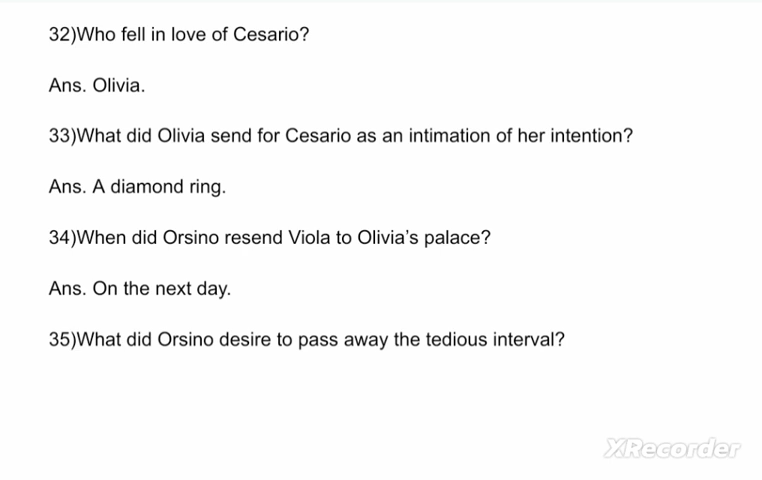 32)Who fell in love of Cesario?
Ans. Olivia.
33)What did Olivia send for Cesario as an intimation of her intention?
Ans. A diamond ring.
34)When did Orsino resend Viola to Olivia’s palace?
Ans. On the next day.
35)What did Orsino desire to pass away the tedious interval?
XRecorder